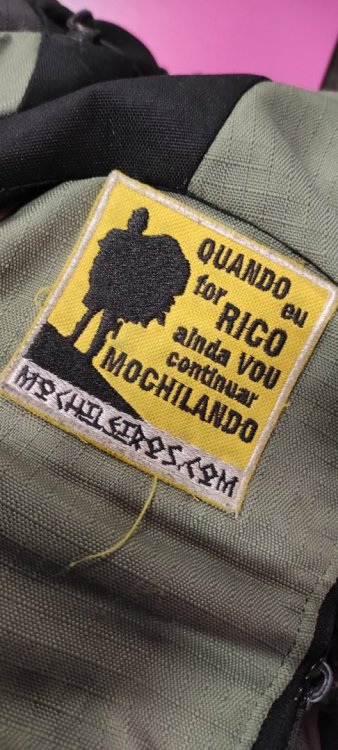 QUANDO eu
for RICO
ainda VOU
continuar
MOCHILANDO
MOCHILEIROS.COM